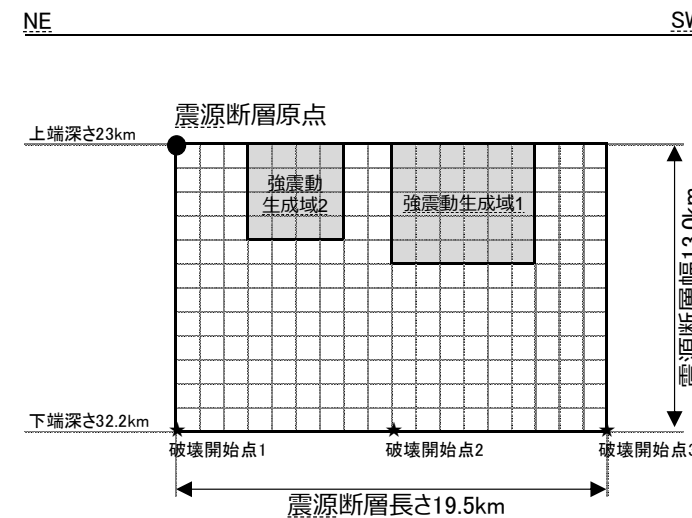 NE
SW
震源断層原点
上端深さ23km
強震動
生成域2
強震動生成域1
震源断層幅13.0km
下端深さ32.2km
破壊開始点1
破壊開始点2
破壊開始点3
震源断層長さ19.5km